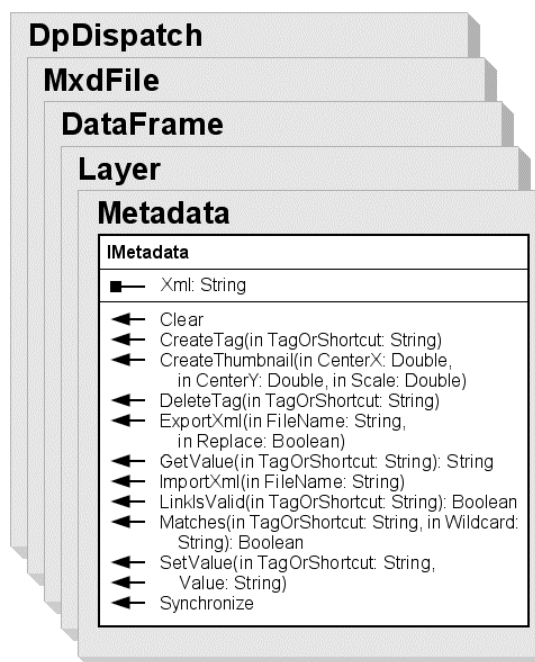 DpDispatch
MxdFile
DataFrame
Layer
Metadata
IMetadata
Xml: String
Clear
CreateTag(in TagOrShortcut: String)
CreateThumbnail(in CenterX: Double,
in CenterY: Double, in Scale: Double)
DeleteTag(in TagOrShortcut: String)
ExportXml(in FileName: String,
in Replace: Boolean)
GetValue(in TagOrShortcut: String): String
ImportXml(in FileName: String)
LinkIsValid(in TagOrShortcut: String): Boolean
Matches(in TagOrShortcut: String, in Wildcard:
String): Boolean
SetValue(in TagOrShortcut: String,
Value: String)
Synchronize